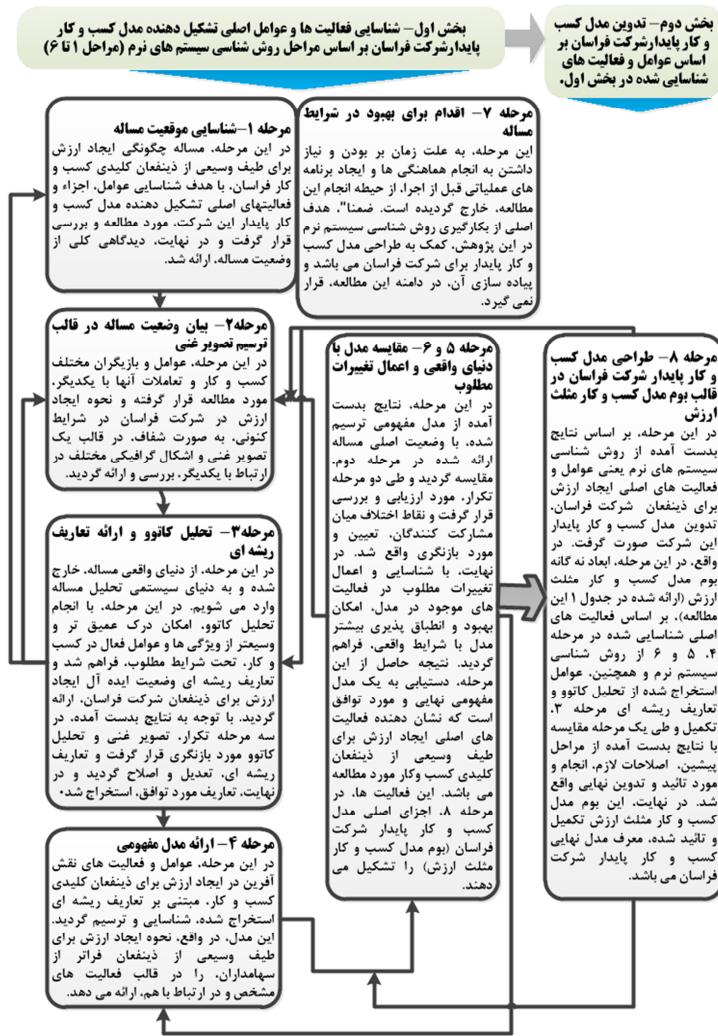 بخش اول- شناسایی فعالیت ها و عوامل اصلی تشکیل دهنده مدل کسب و کار
پایدارشرکت فراسان بر اساس مراحل روش شناسی سیستم های نرم (مراحل ۱ تا ۶)
بخش دوم- تدوین مدل کسب
و کار پایدارشرکت فراسان بر
اساس عوامل و فعالیت های
شناسایی شده در بخش اول.
مرحله ۱-شناسایی موقعیت مساله
در این مرحله، مساله چگونگی ایجاد ارزش
برای طیف وسیعی از ذینفعان کلیدی کسب و
کار فراسان، با هدف شناسایی عوامل، اجزاء و
فعالیتهای اصلی تشکیل دهنده مدل کسب و
کار پایدار این شرکت، مورد مطالعه و بررسی
قرار گرفت و در نهایت، دیدگاهی کلی از
وضعیت مساله، ارائه شد.
مرحله ۷- اقدام برای بهبود در شرایط
مساله
این مرحله، به علت زمان بر بودن و نیاز
داشتن به انجام هماهنگی ها و ایجاد برنامه
های عملیاتی قبل از اجرا، از حیطه انجام این
مطالعه، خارج گردیده است. ضمنا"، هدف
اصلی از بکارگیری روش شناسی سیستم نرم
در این پژوهش، کمک به طراحی مدل کسب
و کار پایدار برای شرکت فراسان می باشد و
پیاده سازی آن، در دامنه این مطالعه، قرار
نمی گیرد.
مرحله۲- بیان وضعیت مساله در قالب
ترسیم تصویر غنی
در این مرحله، عوامل و بازیگران مختلف
کسب و کار و تعاملات آنها با یکدیگر،
مورد مطالعه قرار گرفته و نحوه ایجاد
ارزش در شرکت فراسان در شرایط
کنونی، به صورت شفاف، در قالب یک
تصویر غنی و اشکال گرافیکی مختلف در
ارتباط با یکدیگر، بررسی و ارائه گردید.
مرحله۳- تحلیل کاتوو و ارائه تعاریف
ریشه ای
در این مرحله، از دنیای واقعی مساله، خارج
شده و به دنیای سیستمی تحلیل مساله
وارد می شویم. در این مرحله، با انجام
تحلیل کاتوو، امکان درک عمیق تر و
وسیعتر از ویژگی ها و عوامل فعال در کسب
و کار، تحت شرایط مطلوب، فراهم شد و
تعاریف ریشه ای وضعیت ایده آل ایجاد
ارزش برای ذینفعان شرکت فراسان، ارائه
گردید. با توجه به نتایج بدست آمده، در
سه مرحله تکرار، تصویر غنی و تحلیل
کاتوو مورد بازنگری قرار گرفت و تعاریف
ریشه ای، تعدیل و اصلاح گردید و در
نهایت، تعاریف مورد توافق، استخراج شد.
مرحله ۴- ارائه مدل مفهومی
در این مرحله، عوامل و فعالیت های نقش
آفرین در ایجاد ارزش برای ذینفعان کلیدی
کسب و کار، مبتنی بر تعاریف ریشه ای
استخراج شده، شناسایی و ترسیم گردید.
این مدل، در واقع، نحوه ایجاد ارزش برای
طیف وسیعی از ذینفعان فراتر از
سهامداران، را در قالب فعالیت های
مشخص و در ارتباط با هم، ارائه می دهد.
مرحله ۵ و ۶- مقایسه مدل با
دنیای واقعی و اعمال تغییرات
مطلوب
در این مرحله، نتایج بدست
آمده از مدل مفهومی ترسیم
شده، با وضعیت اصلی مساله
ارائه شده در مرحله دوم،
مقایسه گردید و طی دو مرحله
تکرار، مورد ارزیابی و بررسی
قرار گرفت و نقاط اختلاف میان
مشارکت کنندگان، تعیین و
مورد بازنگری واقع شد. در
نهایت، با شناسایی و اعمال
تغییرات مطلوب در فعالیت
های موجود در مدل، امکان
بهبود و انطباق پذیری بیشتر
مدل با شرایط واقعی، فراهم
گردید. نتیجه حاصل از این
مرحله، دستیابی به یک مدل
مفهومی نهایی و مورد توافق
است که نشان دهنده فعالیت
های اصلی ایجاد ارزش برای
طیف وسیعی از ذینفعان
کلیدی کسب وکار مورد مطالعه
می باشد. این فعالیت ها، در
مرحله ۸، اجزای اصلی مدل
کسب و کار پایدار شرکت
فراسان (بوم مدل کسب و کار
مثلث ارزش) را تشکیل می
دهند.
مرحله ۸- طراحی مدل کسب
و کار پایدار شرکت فراسان در
قالب بوم مدل کسب و کار مثلث
ارزش
در این مرحله، بر اساس نتایج
بدست آمده از روش شناسی
سیستم های نرم یعنی عوامل و
فعالیت های اصلی ایجاد ارزش
برای ذینفعان شرکت فراسان،
تدوین مدل کسب و کار پایدار
این شرکت صورت گرفت. در
واقع، در این مرحله، ابعاد نه گانه
بوم مدل کسب و کار مثلث
ارزش (ارائه شده در جدول ۱ این
مطالعه)، بر اساس فعالیت های
اصلی شناسایی شده در مرحله
۴، ۵ و ۶ از روش شناسی
سیستم نرم و همچنین، عوامل
استخراج شده از تحلیل کاتوو و
تعاریف ریشه ای مرحله ۳،
تکمیل و طی یک مرحله مقایسه
با نتایج بدست آمده از مراحل
پیشین، اصلاحات لازم، انجام و
مورد تائید و تدوین نهایی واقع
شد. در نهایت، این بوم مدل
کسب و کار مثلث ارزش تکمیل
و تائید شده، معرف مدل نهایی
کسب و کار پایدار شرکت
فراسان می باشد.